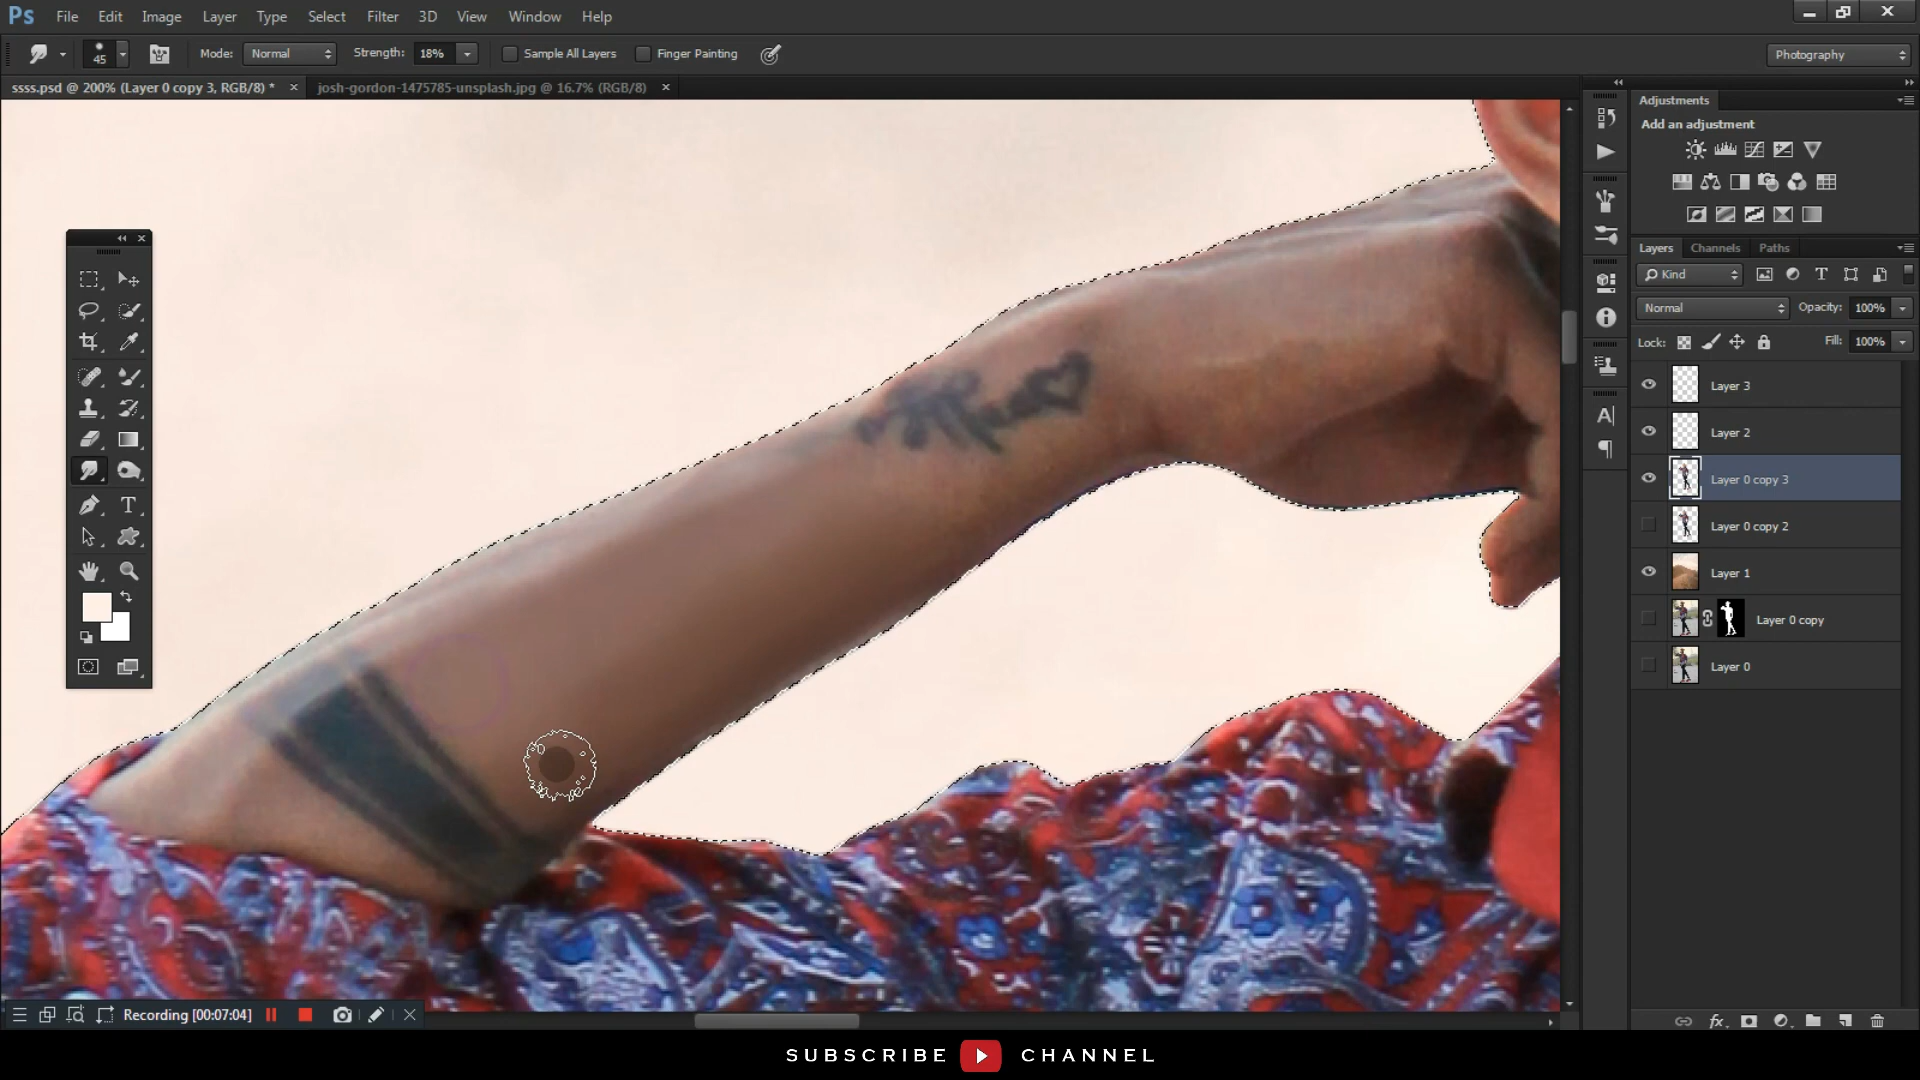 Ps File Edit Image Layer Type Select Filter 3D View Window Help
45 Mode: Normal Strength: 18% Sample All Layers Finger Painting Photography
ssss.psd @ 200% (Layer 0 copy 3, RGB/8) * × josh-gordon-1475785-unsplash.jpg @ 16.7% (RGB/8) ×
Adjustments
Add an adjustment
Layers Channels Paths
Kind
Normal Opacity: 100%
Lock: Fill: 100%
Layer 3
Layer 2
Layer 0 copy 3
Layer 0 copy 2
Layer 1
Layer 0 copy
Layer 0
Recording [00:07:04]
SUBSCRIBE CHANNEL